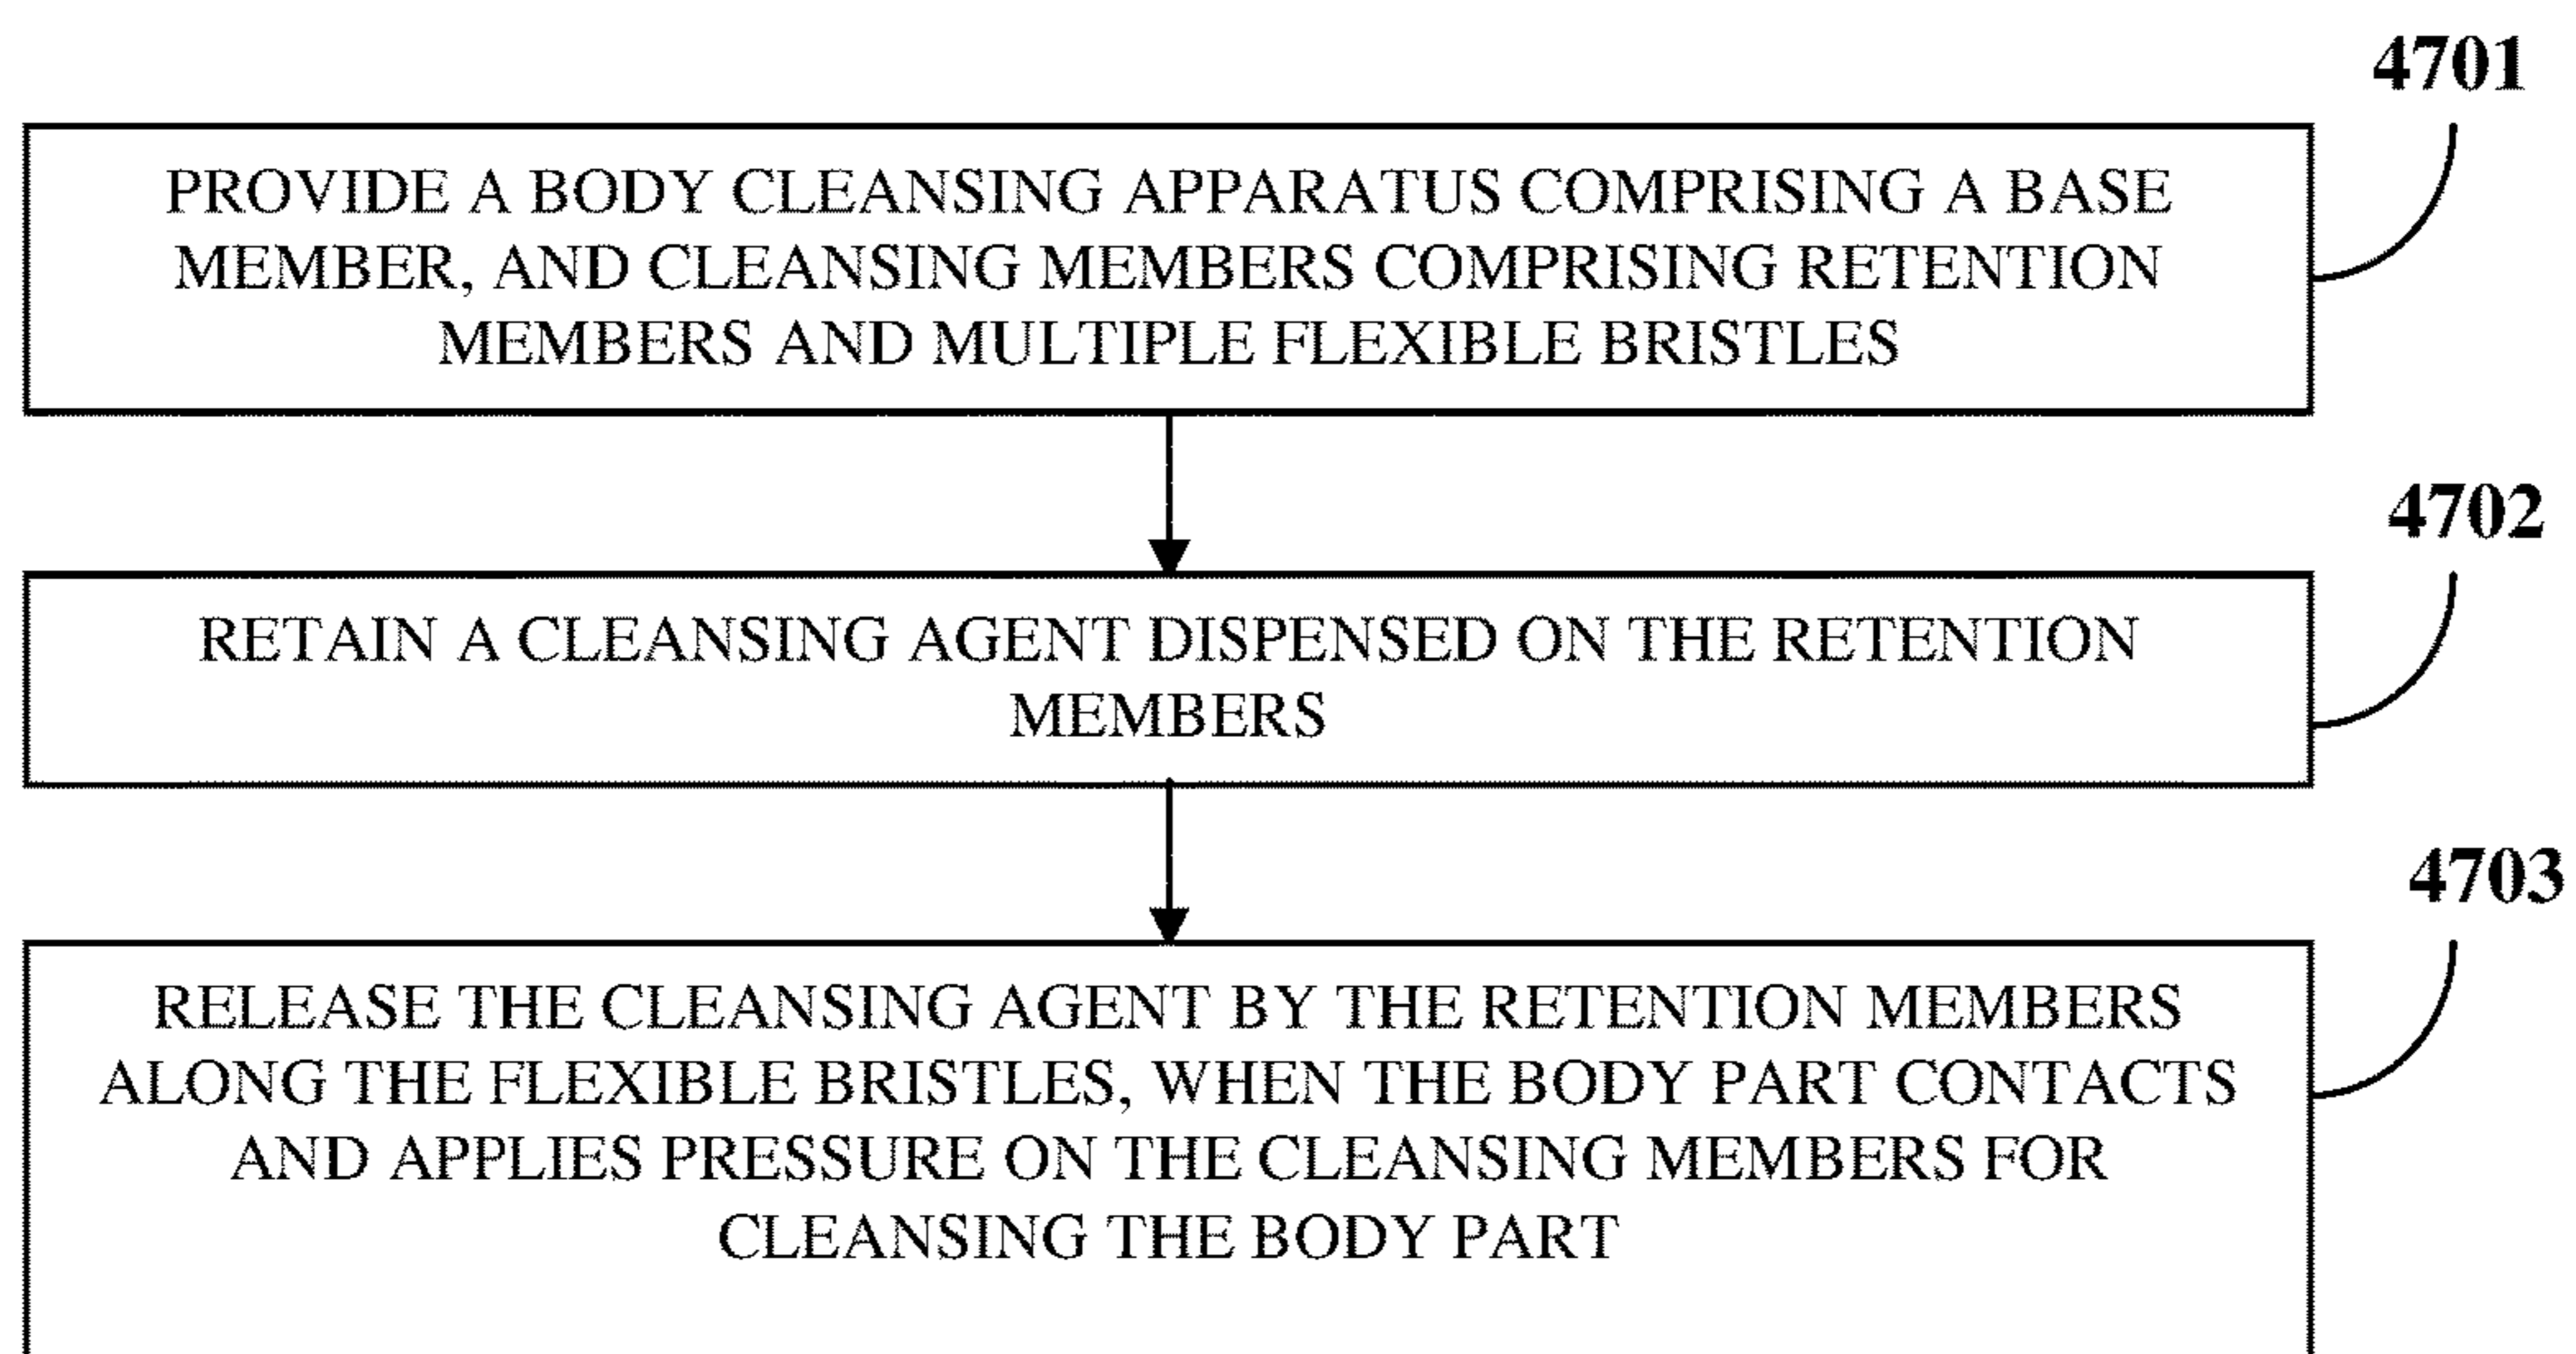 4701
PROVIDE A BODY CLEANSING APPARATUS COMPRISING A BASE
MEMBER, AND CLEANSING MEMBERS COMPRISING RETENTION
MEMBERS AND MULTIPLE FLEXIBLE BRISTLES
4702
RETAIN A CLEANSING AGENT DISPENSED ON THE RETENTION
MEMBERS
4703
RELEASE THE CLEANSING AGENT BY THE RETENTION MEMBERS
ALONG THE FLEXIBLE BRISTLES, WHEN THE BODY PART CONTACTS
AND APPLIES PRESSURE ON THE CLEANSING MEMBERS FOR
CLEANSING THE BODY PART